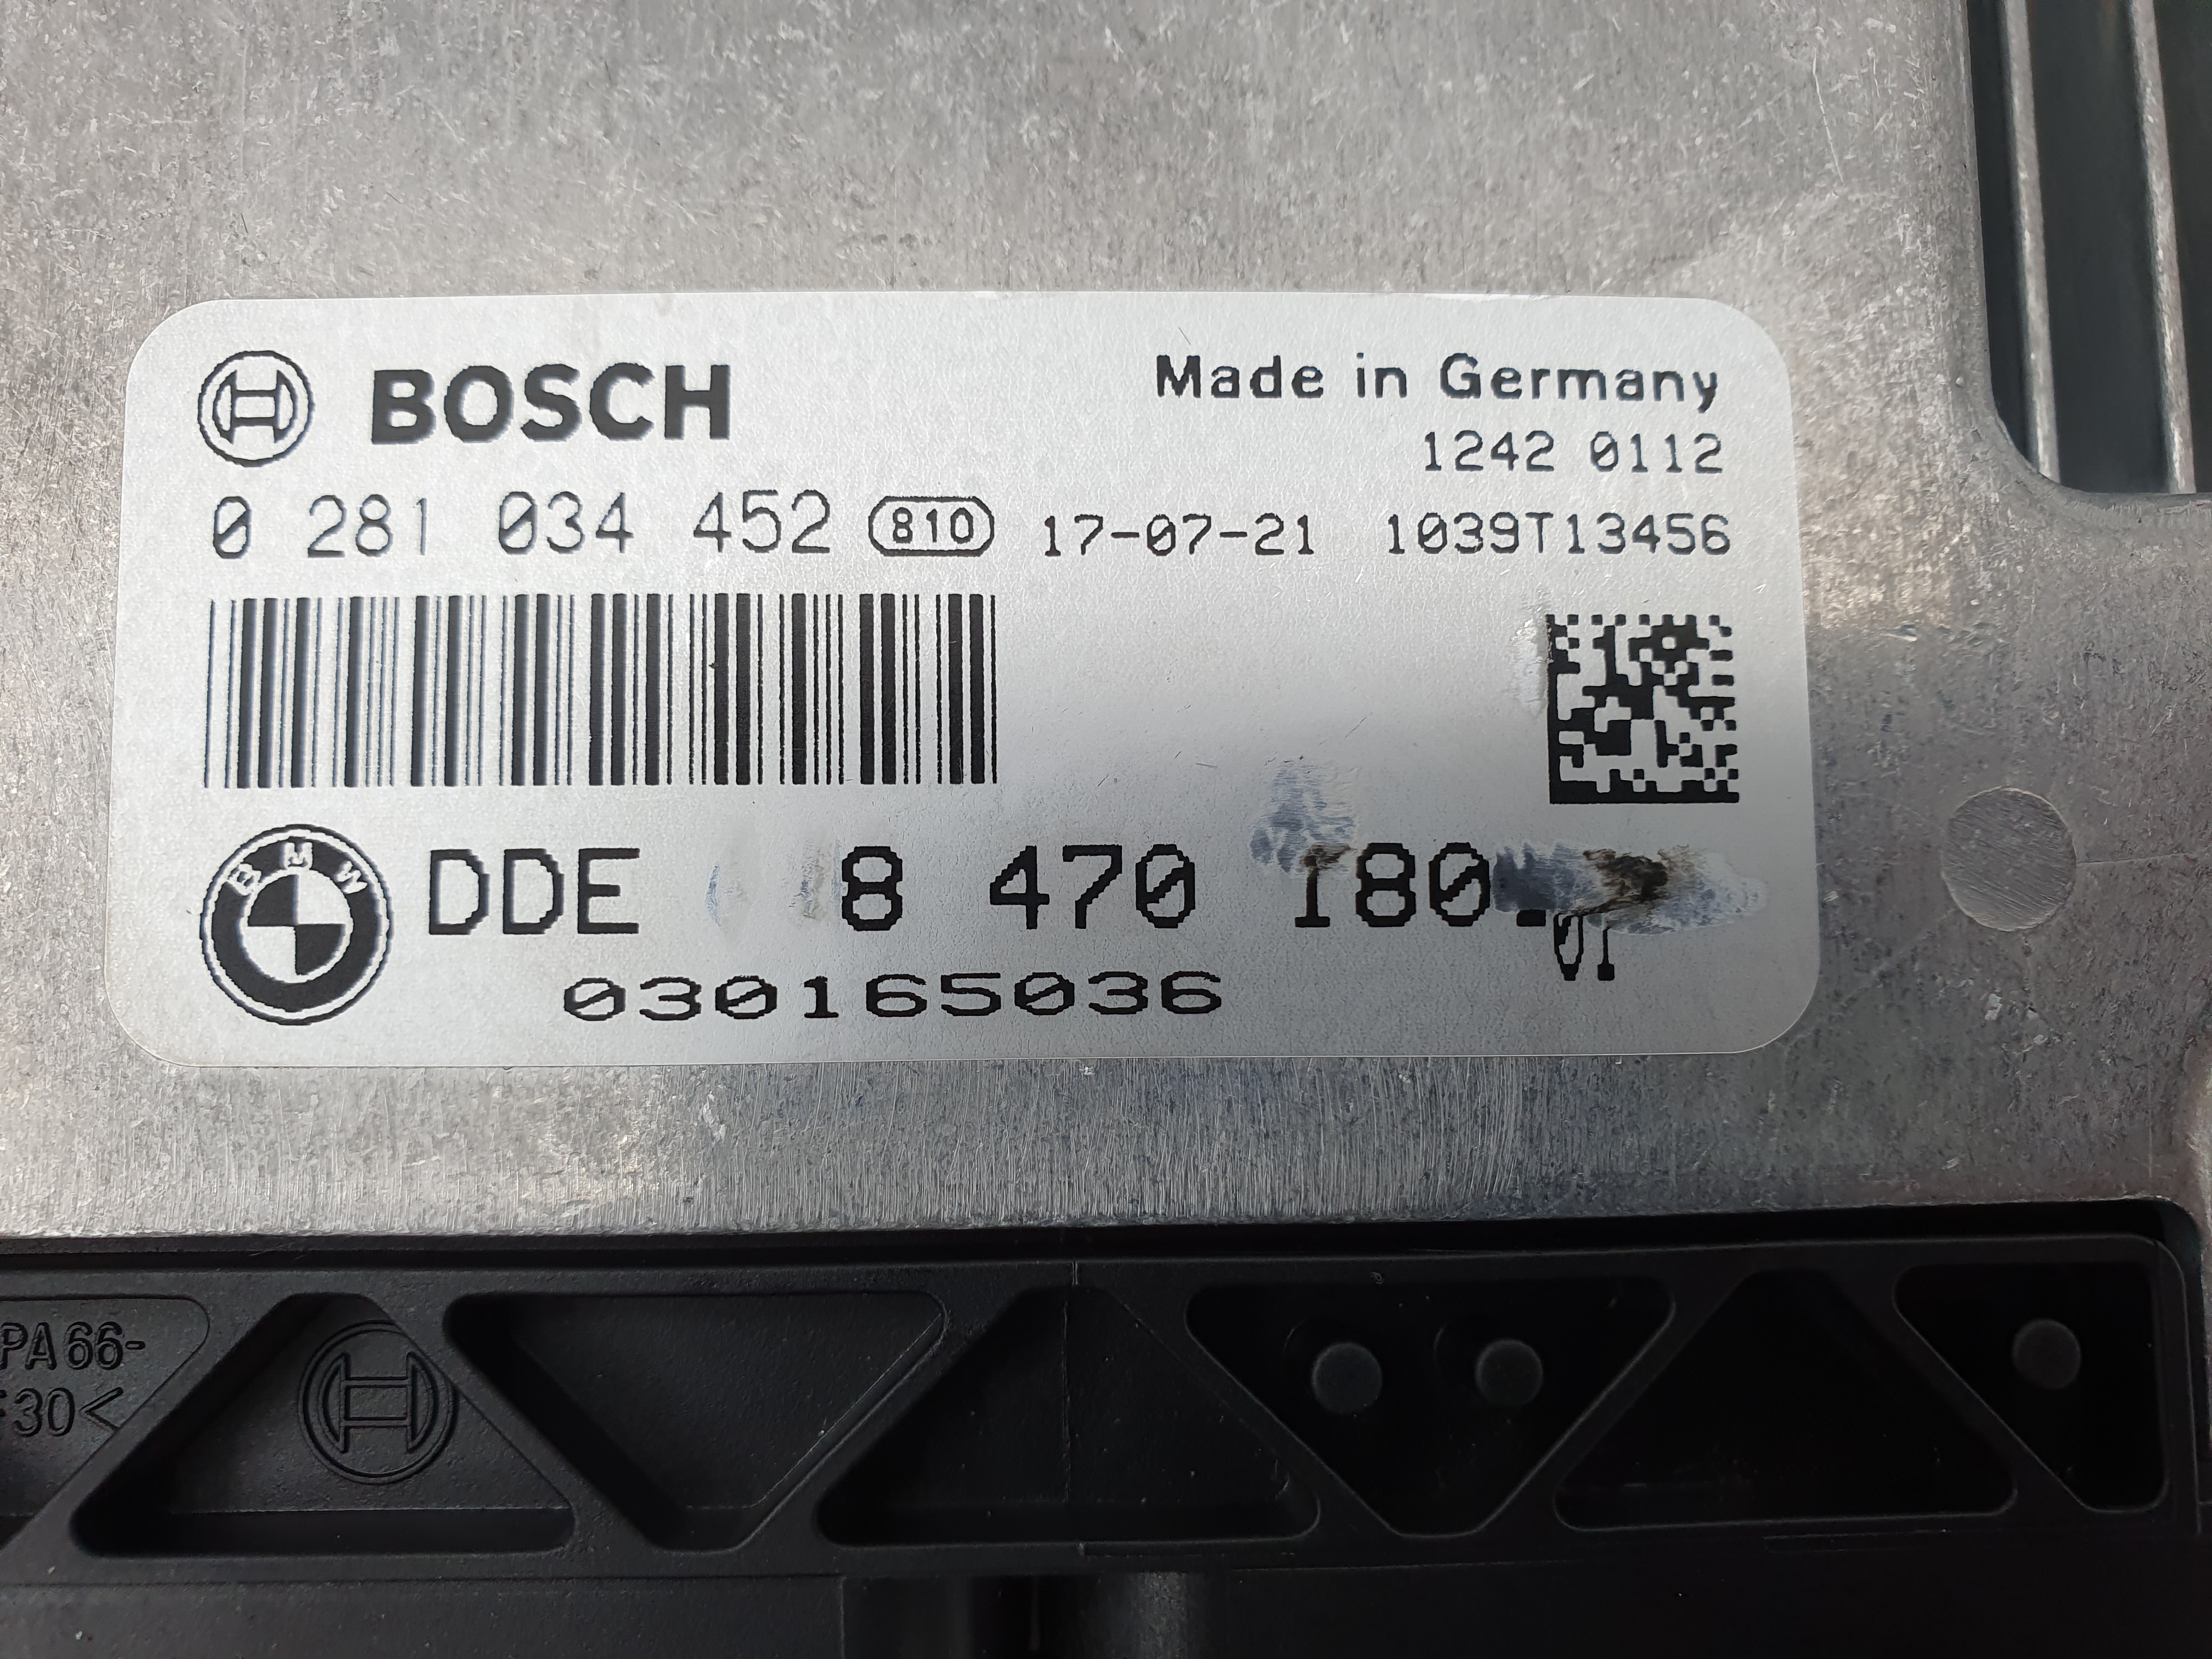 BOSCH
Made in Germany
1242 0112
0 281 034 452 810 17-07-21 1039T13456
BMW
DDE 8 470 180
030165036
PA66-
F30<